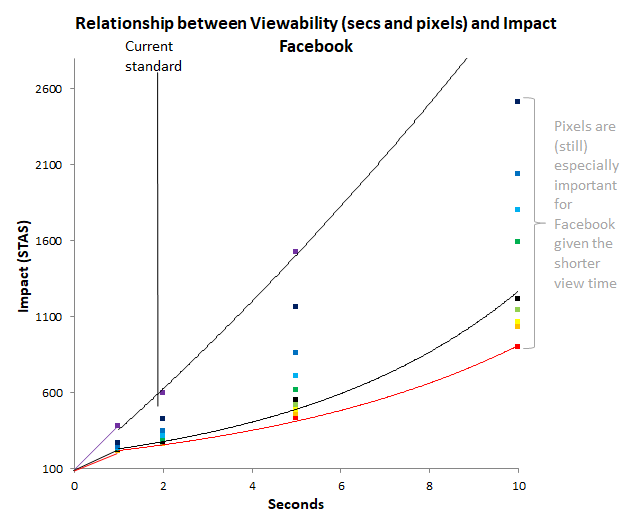 Relationship between Viewability (secs and pixels) and Impact
Facebook
Current
standard
2600
2100
1600
1100
600
100
Impact (STAS)
0
2
4
6
8
10
Seconds
Pixels are
(still)
especially
important
for
Facebook
given the
shorter
view time